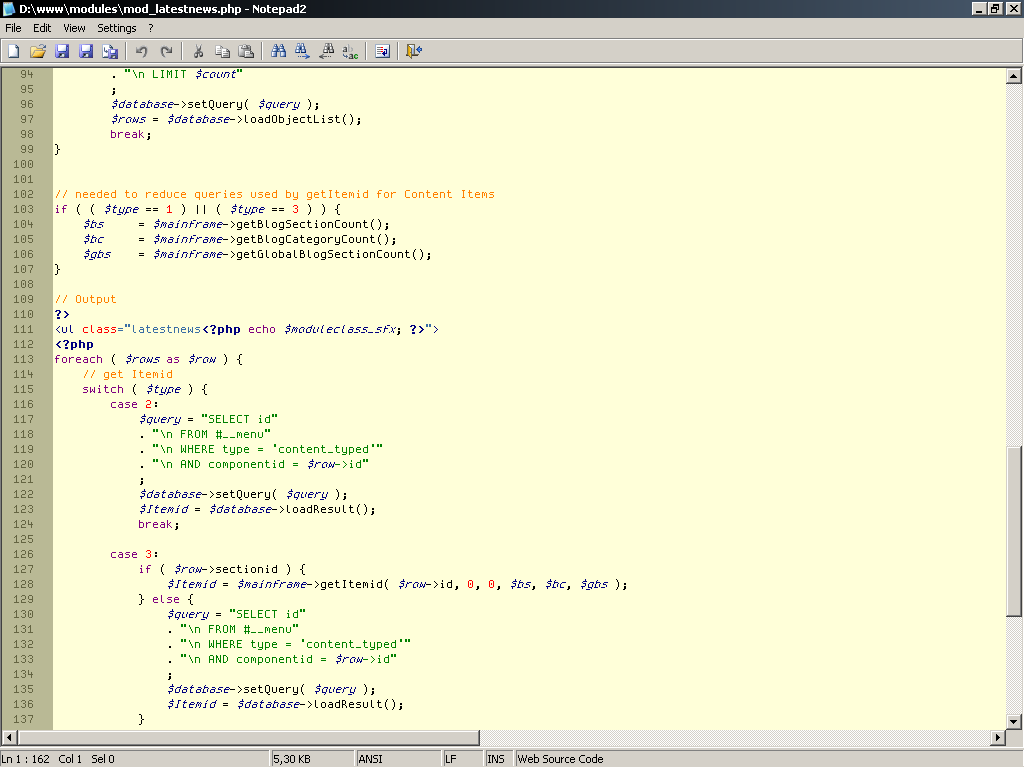 D:\www\modules\mod_latestnews.php - Notepad2
File Edit View Settings ?
94 . "\n LIMIT $count"
95 ;
96 $database->setQuery( $query );
97 $rows = $database->loadObjectList();
98 break;
99 }
100
101
102 // needed to reduce queries used by getItemid for Content Items
103 if ( ( $type == 1 ) || ( $type == 3 ) ) {
104 $bs = $mainframe->getBlogSectionCount();
105 $bc = $mainframe->getBlogCategoryCount();
106 $gbs = $mainframe->getGlobalBlogSectionCount();
107 }
108
109 // Output
110 ?>
111 <ul class="latestnews<?php echo $moduleclass_sfx; ?>">
112 <?php
113 foreach ( $rows as $row ) {
114 // get Itemid
115 switch ( $type ) {
116 case 2:
117 $query = "SELECT id"
118 . "\n FROM #__menu"
119 . "\n WHERE type = 'content_typed'"
120 . "\n AND componentid = $row->id"
121 ;
122 $database->setQuery( $query );
123 $Itemid = $database->loadResult();
124 break;
125
126 case 3:
127 if ( $row->sectionid ) {
128 $Itemid = $mainframe->getItemid( $row->id, 0, 0, $bs, $bc, $gbs );
129 } else {
130 $query = "SELECT id"
131 . "\n FROM #__menu"
132 . "\n WHERE type = 'content_typed'"
133 . "\n AND componentid = $row->id"
134 ;
135 $database->setQuery( $query );
136 $Itemid = $database->loadResult();
137 }
Ln 1 : 162 Col 1 Sel 0 5,30 KB ANSI LF INS Web Source Code